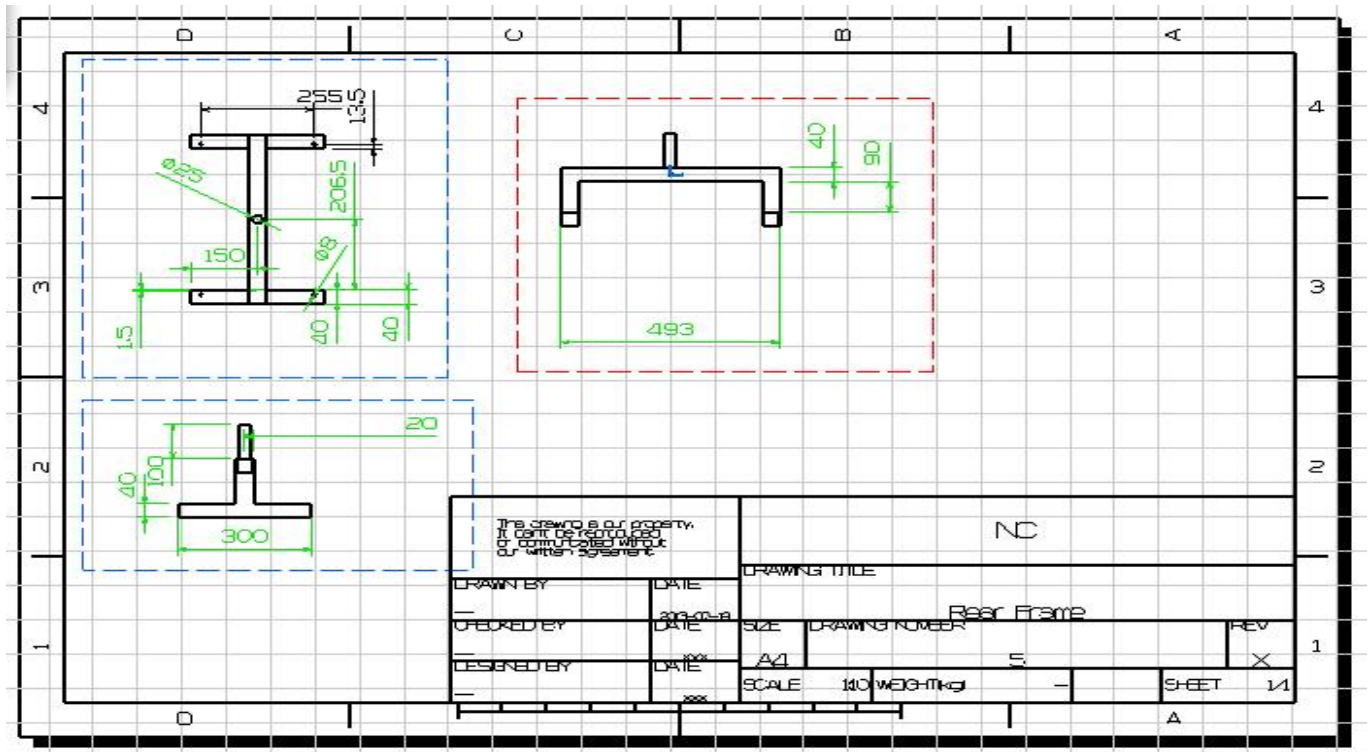 D C B A
4 4
255
13.5
ø25
206.5
150
ø8
3 3
15
40
40
40
90
493
20
2 2
100
40
300
This drawing is our property.
It can't be reproduced
or communicated without
our written agreement.
NC
DRAWING TITLE
Rear Frame
DRAWN BY DATE
CHECKED BY DATE
xxx
DESIGNED BY DATE
xxx
SIZE DRAWING NUMBER REV
A4 5 X
SCALE 1:10 WEIGHT(kg) - SHEET 1/1
1 1
D A